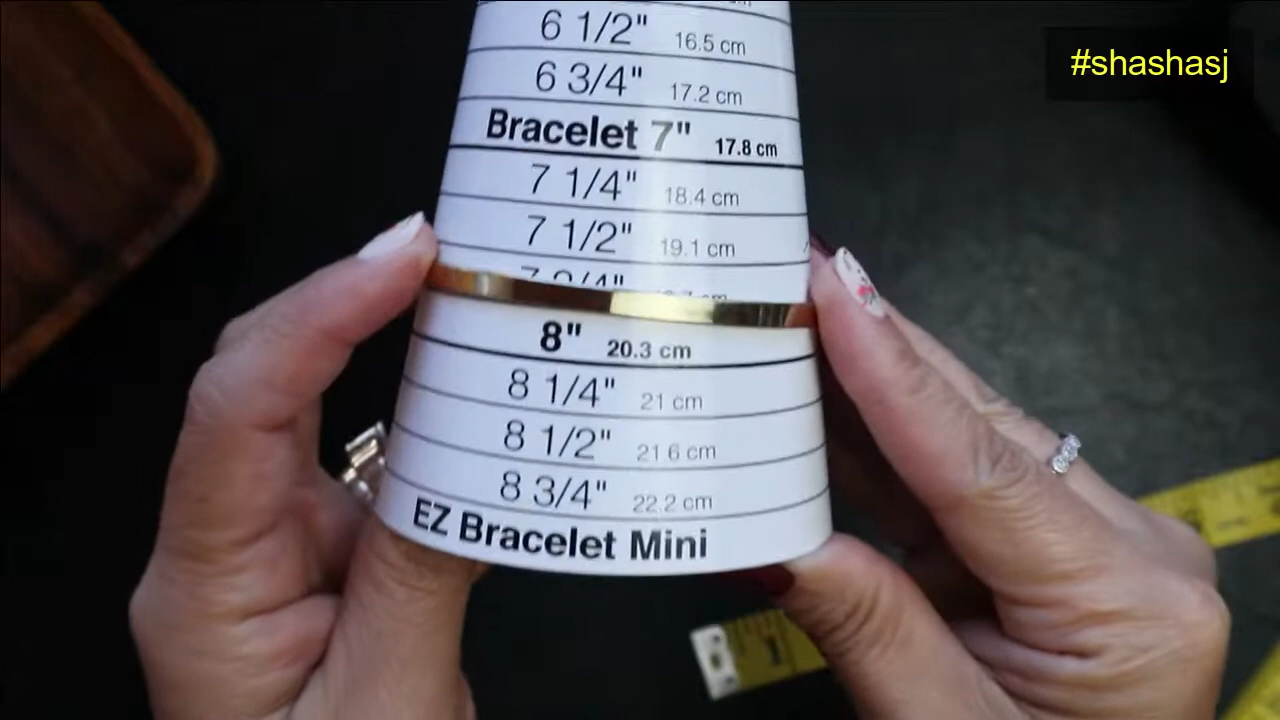 6 1/2" 16.5 cm
#shashasj
6 3/4" 17.2 cm
Bracelet 7" 17.8 cm
7 1/4" 18.4 cm
7 1/2" 19.1 cm
8" 20.3 cm
8 1/4" 21 cm
8 1/2" 21 6 cm
8 3/4" 22.2 cm
EZ Bracelet Mini
1